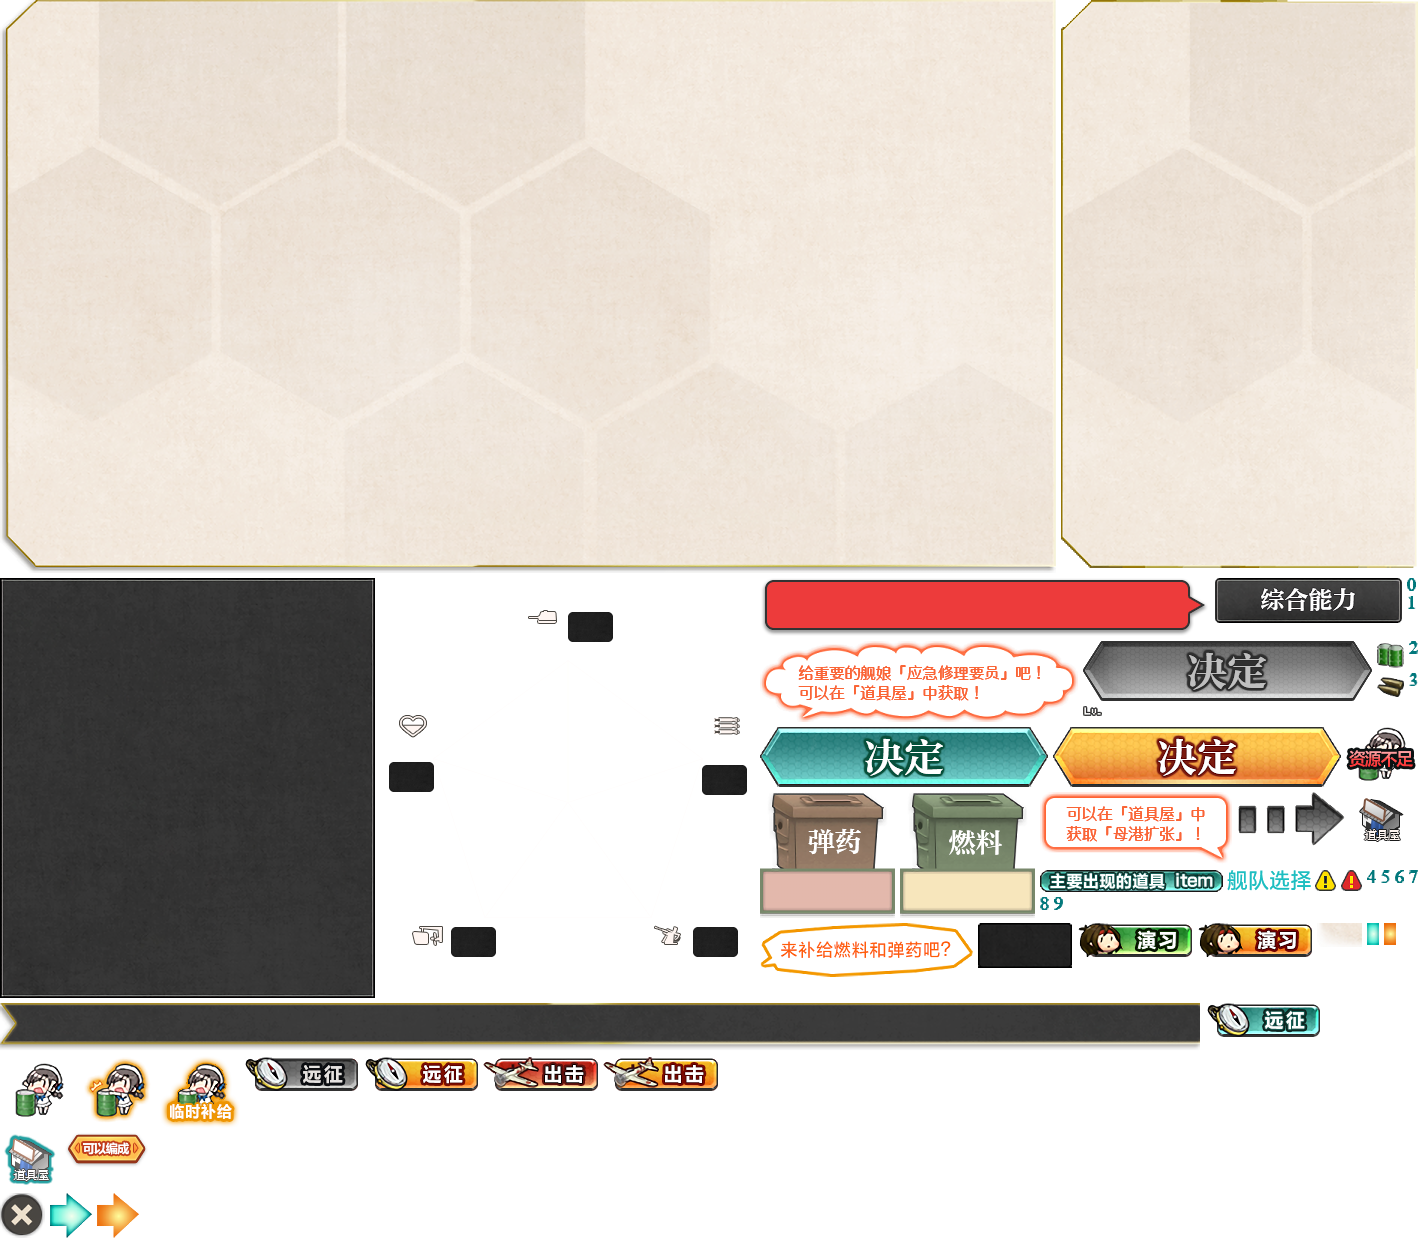 综合能力
0
1
给重要的舰娘「应急修理要员」吧！
可以在「道具屋」中获取！
决定
2
3
Lv.
决定
决定
资源不足
弹药
燃料
可以在「道具屋」中
获取「母港扩张」！
道具屋
主要出现的道具 item
舰队选择
4 5 6 7
8 9
来补给燃料和弹药吧?
演习
演习
远征
临时补给
远征
远征
出击
出击
道具屋
可以编成